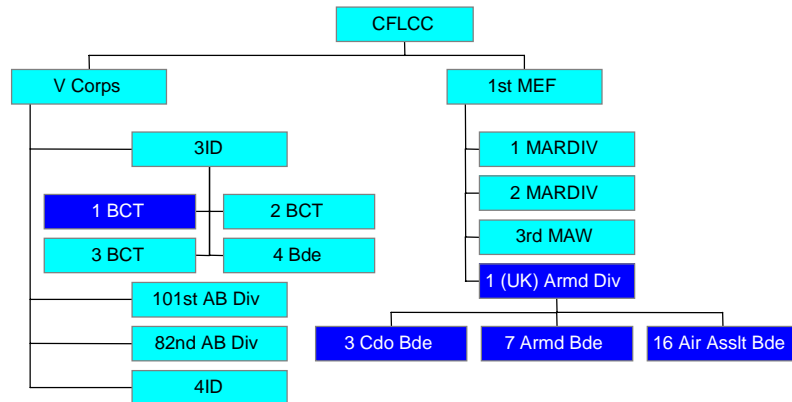 CFLCC
V Corps
1st MEF
3ID
1 MARDIV
2 MARDIV
1 BCT
2 BCT
3rd MAW
3 BCT
4 Bde
1 (UK) Armd Div
101st AB Div
82nd AB Div
3 Cdo Bde
7 Armd Bde
16 Air Asslt Bde
4ID